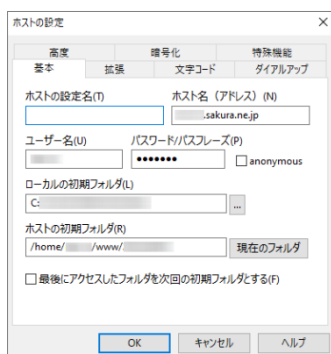 ホストの設定
高度 暗号化 特殊機能
基本 拡張 文字コード ダイアルアップ
ホストの設定名(T) ホスト名（アドレス）(N)
.sakura.ne.jp
ユーザー名(U) パスワード/パスフレーズ(P)
●●●●●●● anonymous
ローカルの初期フォルダ(L)
C: ...
ホストの初期フォルダ(R)
/home/ /www/ 現在のフォルダ
最後にアクセスしたフォルダを次回の初期フォルダとする(F)
OK キャンセル ヘルプ